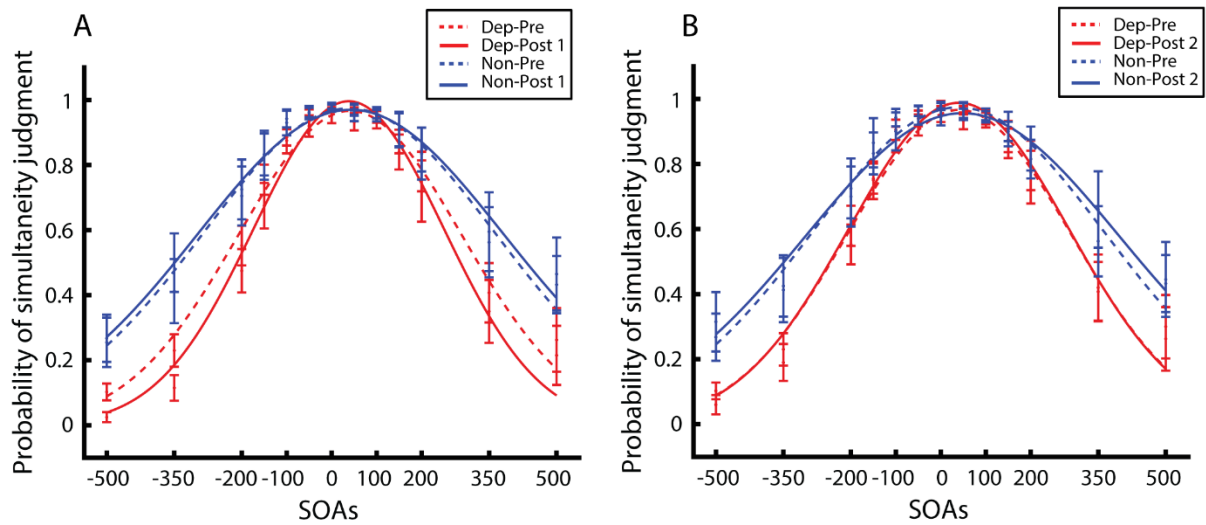 A
Dep-Pre
Dep-Post 1
Non-Pre
Non-Post 1
Probability of simultaneity judgment
1
0.8
0.6
0.4
0.2
0
-500 -350 -200 -100 0 100 200 350 500
SOAs
B
Dep-Pre
Dep-Post 2
Non-Pre
Non-Post 2
Probability of simultaneity judgment
1
0.8
0.6
0.4
0.2
0
-500 -350 -200 -100 0 100 200 350 500
SOAs